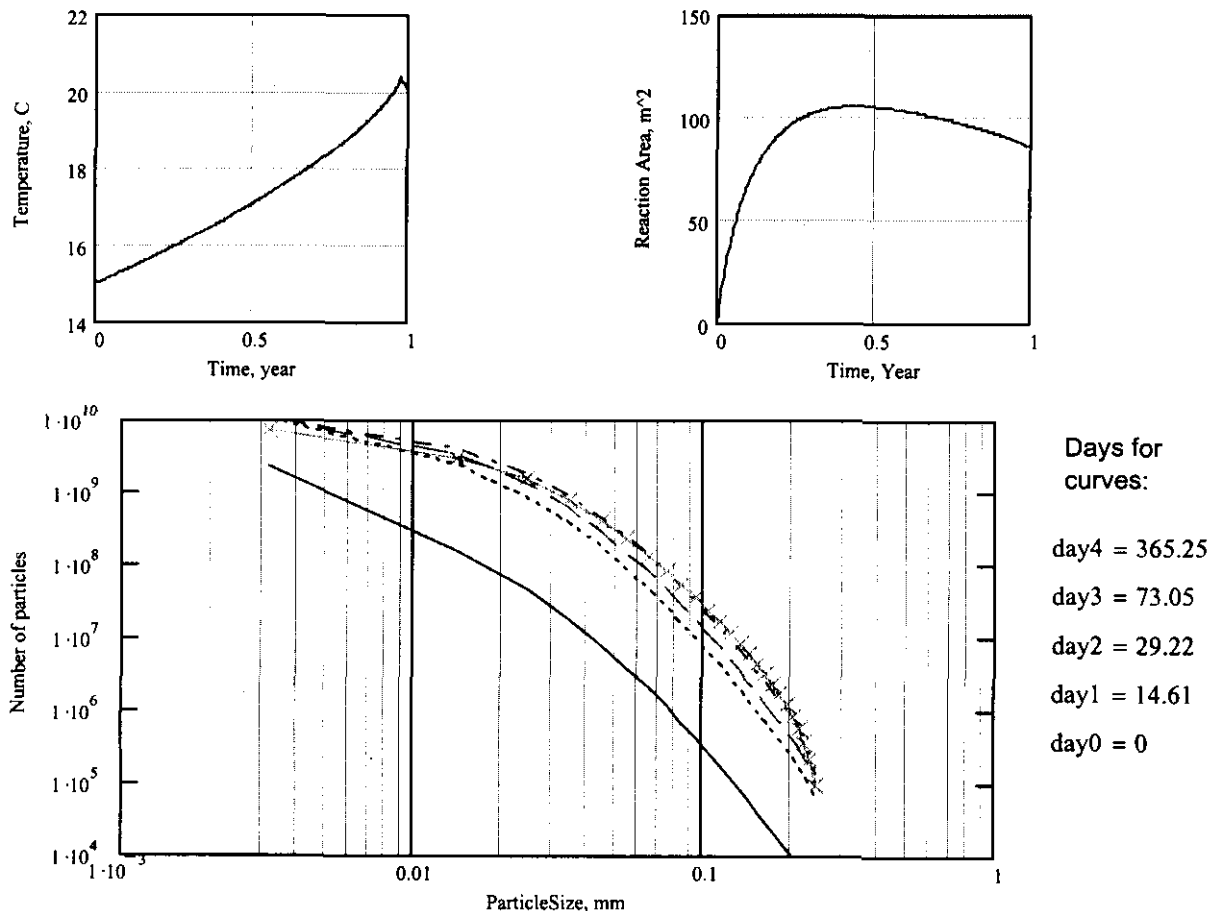 22
20
18
16
14
Temperature, C
0
0.5
1
Time, year
150
100
50
0
Reaction Area, m^2
0
0.5
1
Time, Year
1·10^10
1·10^9
1·10^8
1·10^7
1·10^6
1·10^5
1·10^4
Number of particles
1·10^-3
0.01
0.1
1
ParticleSize, mm
Days for
curves:
day4 = 365.25
day3 = 73.05
day2 = 29.22
day1 = 14.61
day0 = 0